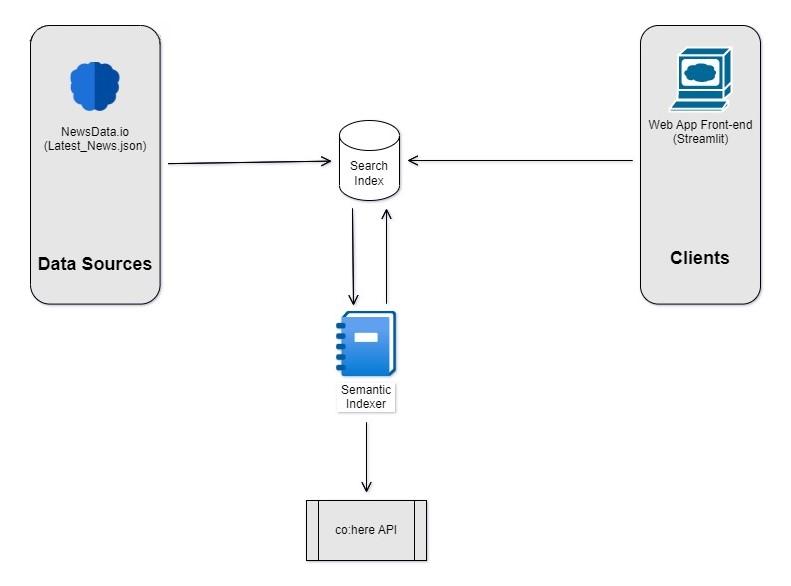 NewsData.io
(Latest_News.json)
Data Sources
Search
Index
Web App Front-end
(Streamlit)
Clients
Semantic
Indexer
co:here API